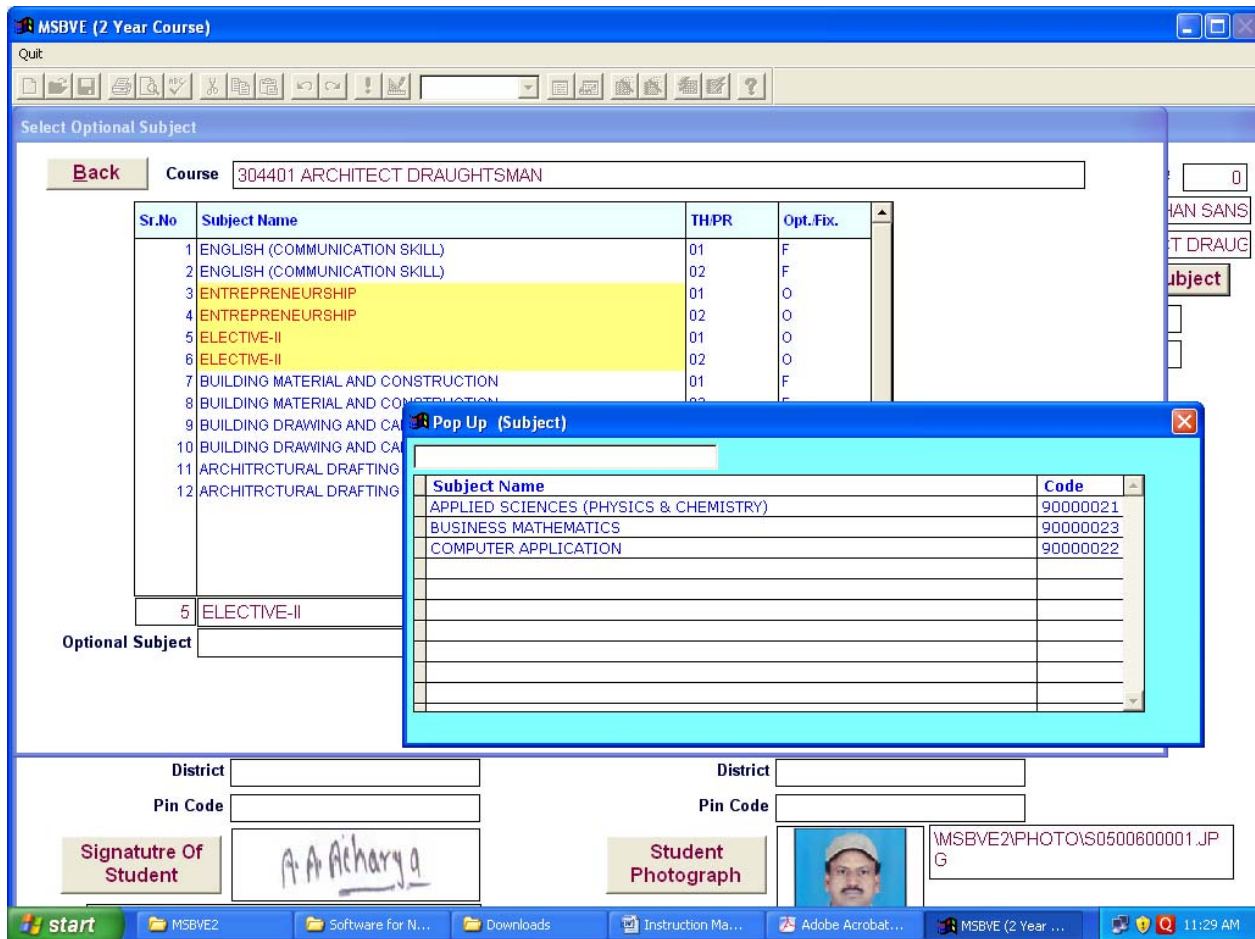 MSBVE (2 Year Course)
Quit
Select Optional Subject
Back Course 304401 ARCHITECT DRAUGHTSMAN
0
HAN SANS
T DRAUG
ubject
Sr.No Subject Name TH/PR Opt./Fix.
1 ENGLISH (COMMUNICATION SKILL) 01 F
2 ENGLISH (COMMUNICATION SKILL) 02 F
3 ENTREPRENEURSHIP 01 O
4 ENTREPRENEURSHIP 02 O
5 ELECTIVE-II 01 O
6 ELECTIVE-II 02 O
7 BUILDING MATERIAL AND CONSTRUCTION 01 F
8 BUILDING MATERIAL AND CONSTRUCTION 02 F
9 BUILDING DRAWING AND CA
10 BUILDING DRAWING AND CA
11 ARCHITRCTURAL DRAFTING
12 ARCHITRCTURAL DRAFTING
5 ELECTIVE-II
Optional Subject
Pop Up (Subject)
Subject Name Code
APPLIED SCIENCES (PHYSICS & CHEMISTRY) 90000021
BUSINESS MATHEMATICS 90000023
COMPUTER APPLICATION 90000022
District District
Pin Code Pin Code
Signatutre Of
Student
A. A. Acharya
Student
Photograph
\MSBVE2\PHOTO\S0500600001.JP
G
start MSBVE2 Software for N... Downloads Instruction Ma... Adobe Acrobat... MSBVE (2 Year ... 11:29 AM